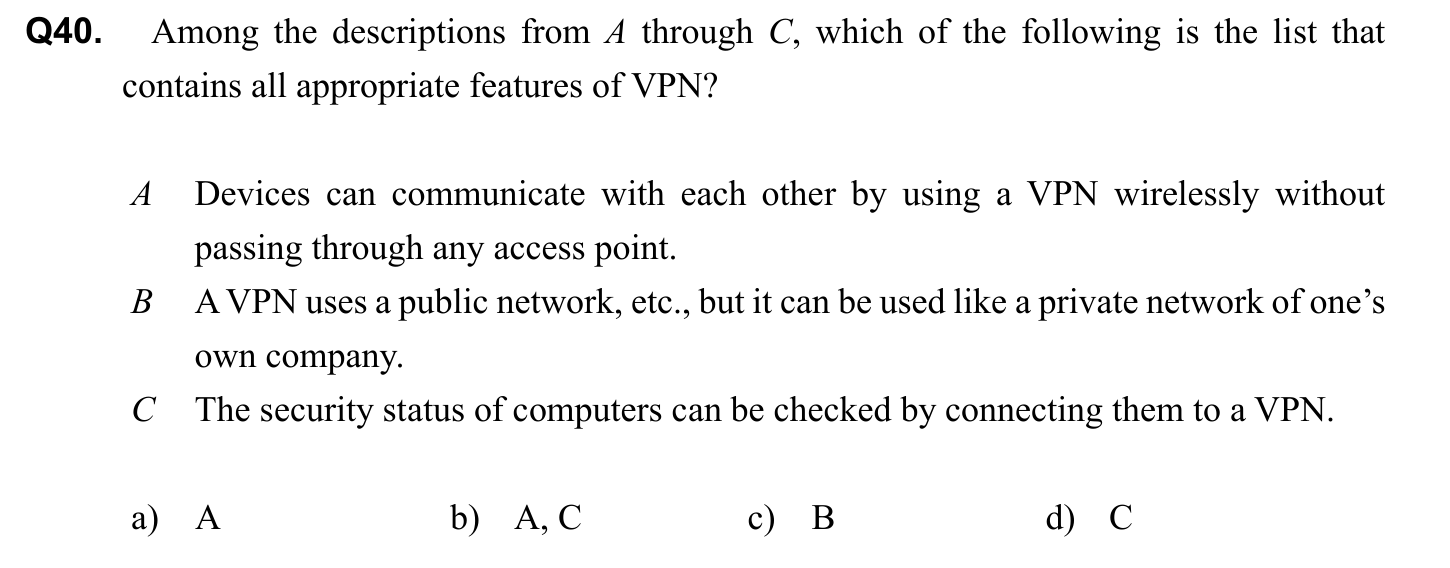 Q40. Among the descriptions from A through C, which of the following is the list that
contains all appropriate features of VPN?
A Devices can communicate with each other by using a VPN wirelessly without
passing through any access point.
B A VPN uses a public network, etc., but it can be used like a private network of one’s
own company.
C The security status of computers can be checked by connecting them to a VPN.
a) A b) A, C c) B d) C